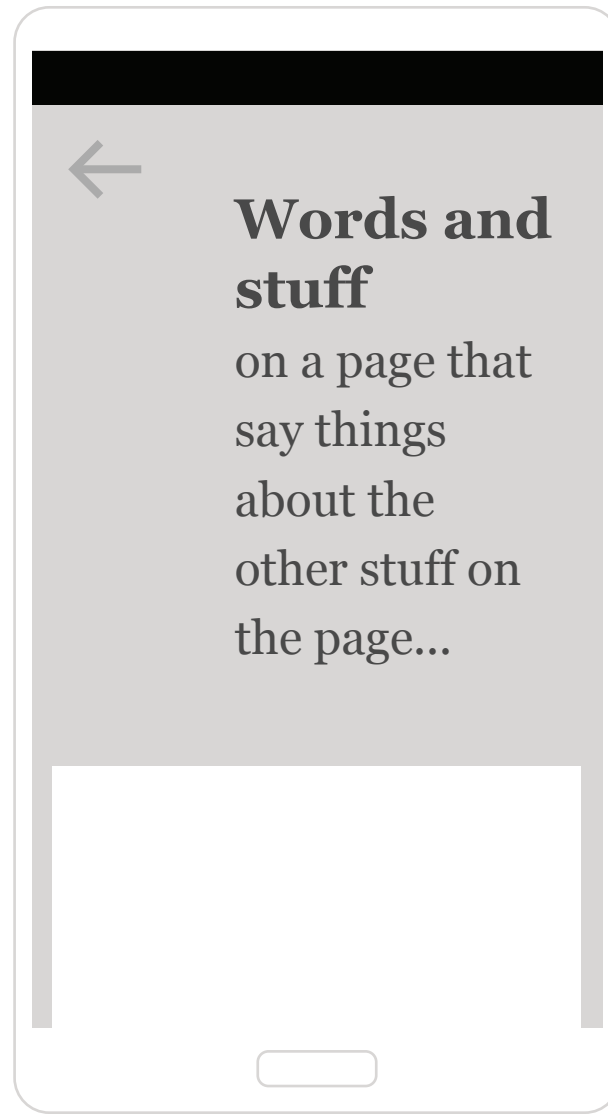 Words and
stuff
on a page that
say things
about the
other stuff on
the page...